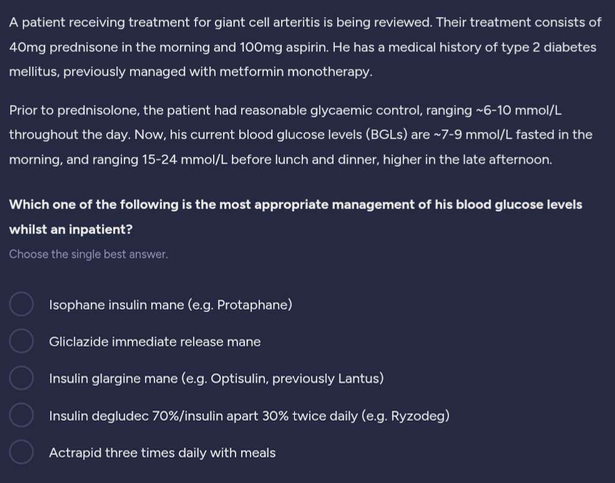 A patient receiving treatment for giant cell arteritis is being reviewed. Their treatment consists of
40mg prednisone in the morning and 100mg aspirin. He has a medical history of type 2 diabetes
mellitus, previously managed with metformin monotherapy.
Prior to prednisolone, the patient had reasonable glycaemic control, ranging ~6-10 mmol/L
throughout the day. Now, his current blood glucose levels (BGLs) are ~7-9 mmol/L fasted in the
morning, and ranging 15-24 mmol/L before lunch and dinner, higher in the late afternoon.
Which one of the following is the most appropriate management of his blood glucose levels
whilst an inpatient?
Choose the single best answer.
Isophane insulin mane (e.g. Protaphane)
Gliclazide immediate release mane
Insulin glargine mane (e.g. Optisulin, previously Lantus)
Insulin degludec 70%/insulin apart 30% twice daily (e.g. Ryzodeg)
Actrapid three times daily with meals